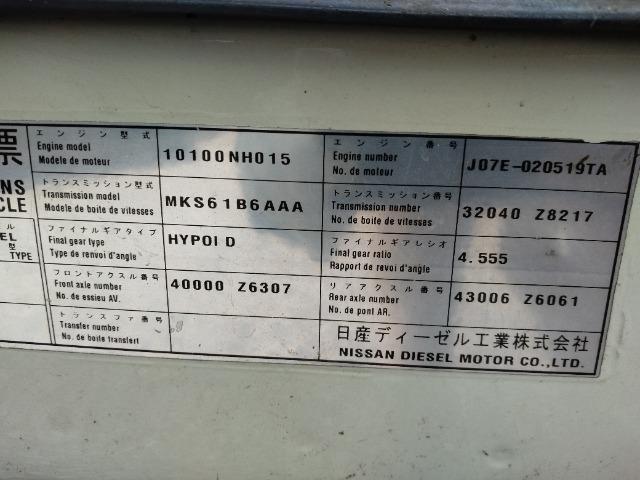 票
NS
CLE
ル
EL 型
TYPE
エンジン型式
Engine model
Modele de moteur
10100NH015
エンジン番号
Engine number
No. de moteur
J07E-020519TA
トランスミッション型式
Transmission model
Modele de boite de vitesses
MKS61B6AAA
トランスミッション番号
Transmission number
No. de boite de vitesses
32040 Z8217
ファイナルギアタイプ
Final gear type
Type de renvoi d'angle
HYPOID
ファイナルギアレシオ
Final gear ratio
Rapport de renvoi d'angle
4.555
フロントアクスル番号
Front axle number
No. de essieu AV.
40000 Z6307
リアアクスル番号
Rear axle number
No. de pont AR.
43006 Z6061
トランスファ番号
Transfer number
No. de boite transfert
日産ディーゼル工業株式会社
NISSAN DIESEL MOTOR CO.,LTD.